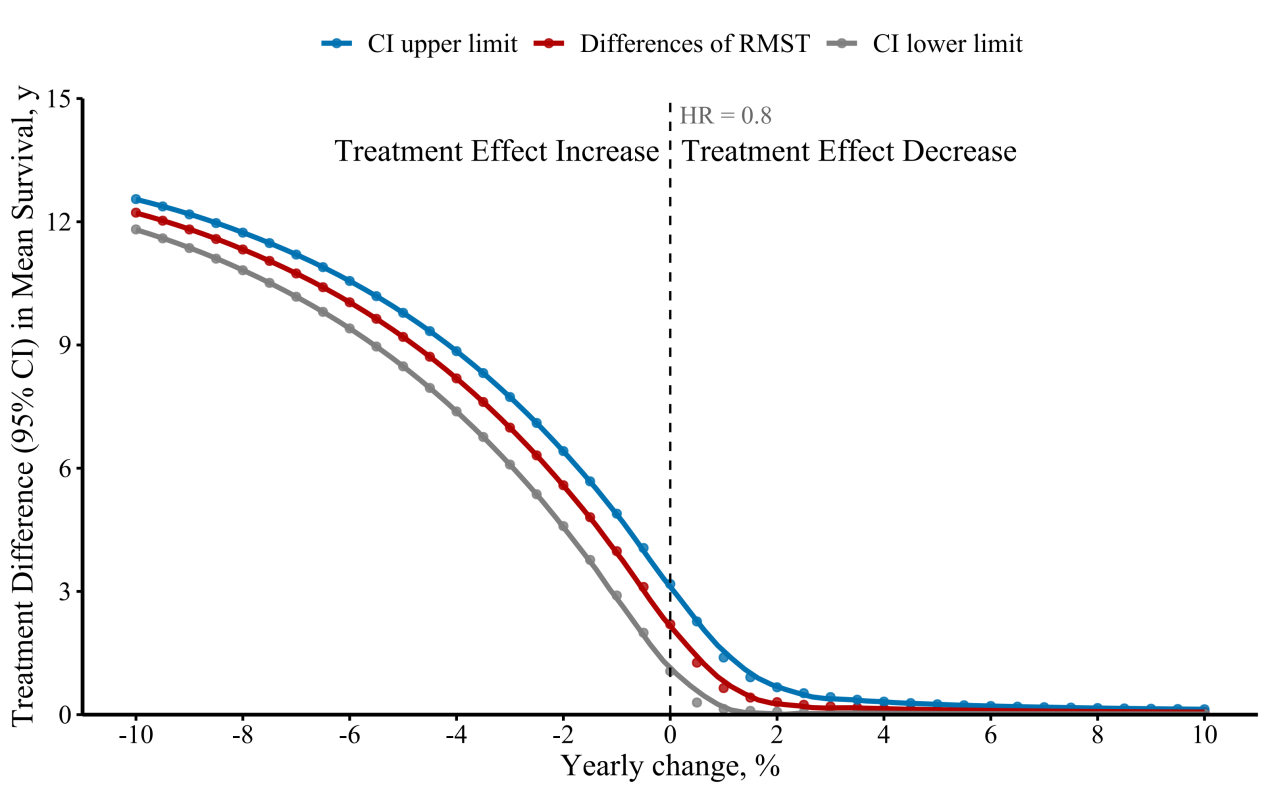 CI upper limit Differences of RMST CI lower limit
Treatment Difference (95% CI) in Mean Survival, y
15
12
9
6
3
0
HR = 0.8
Treatment Effect Increase Treatment Effect Decrease
-10 -8 -6 -4 -2 0 2 4 6 8 10
Yearly change, %